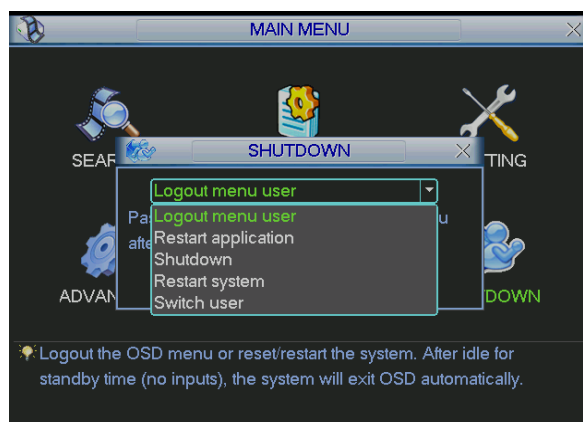 MAIN MENU
SEAR
SHUTDOWN
TING
Logout menu user
Logout menu user
Restart application
Shutdown
Restart system
Switch user
Pa
u
afte
ADVAN
DOWN
Logout the OSD menu or reset/restart the system. After idle for
standby time (no inputs), the system will exit OSD automatically.